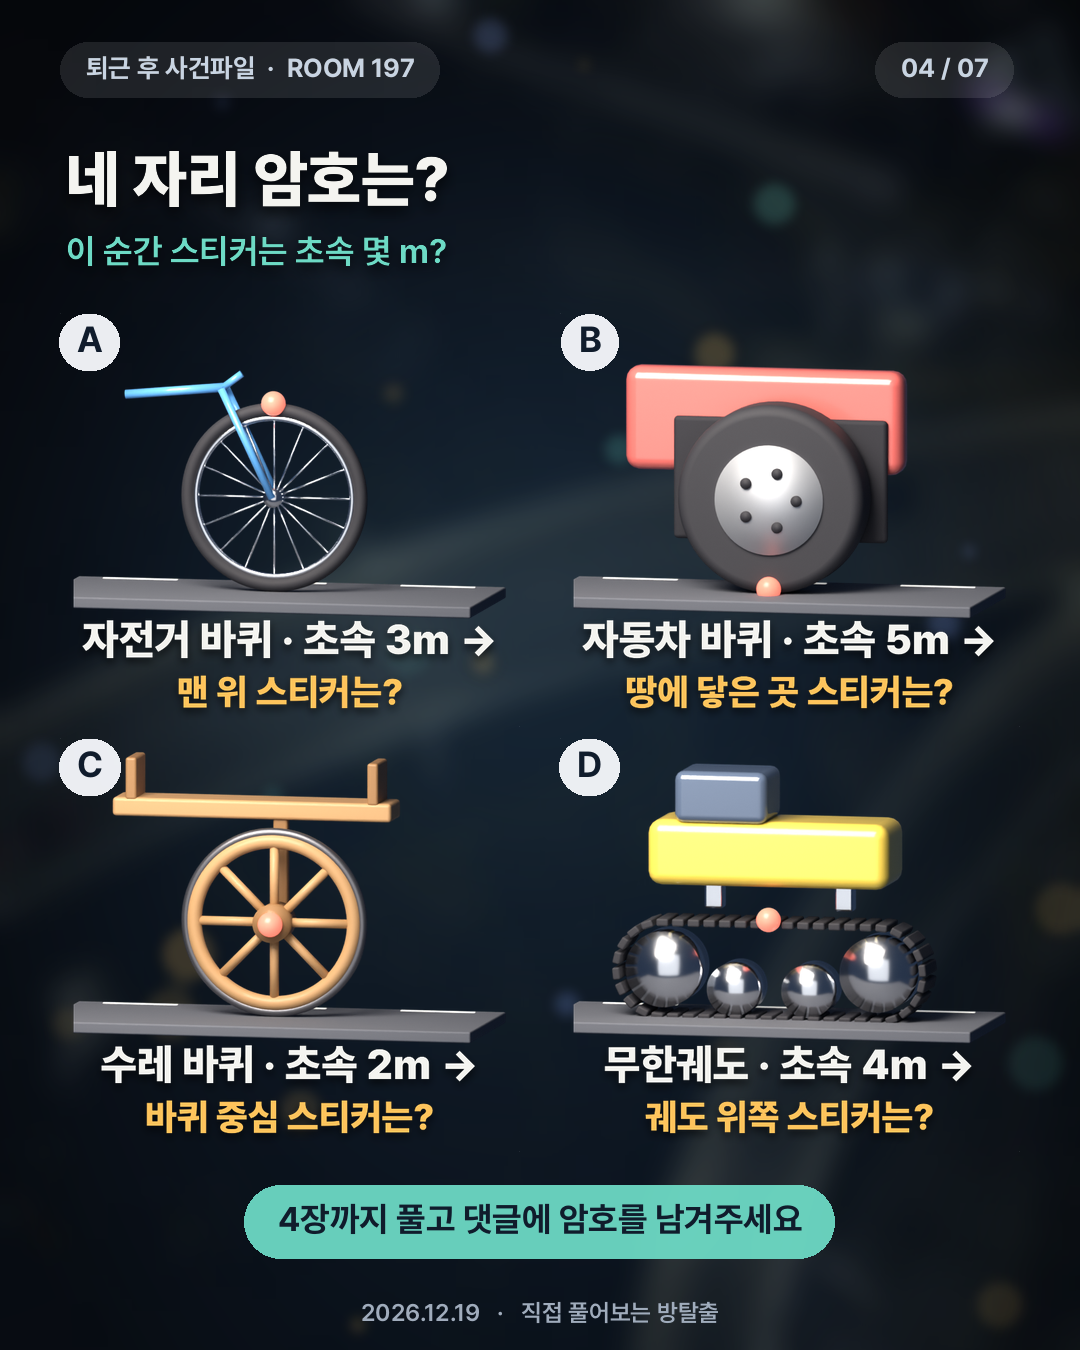 퇴근 후 사건파일 · ROOM 197
04 / 07
네 자리 암호는?
이 순간 스티커는 초속 몇 m?
A
B
자전거 바퀴 · 초속 3m →
맨 위 스티커는?
자동차 바퀴 · 초속 5m →
땅에 닿은 곳 스티커는?
C
D
수레 바퀴 · 초속 2m →
바퀴 중심 스티커는?
무한궤도 · 초속 4m →
궤도 위쪽 스티커는?
4장까지 풀고 댓글에 암호를 남겨주세요
2026.12.19 · 직접 풀어보는 방탈출